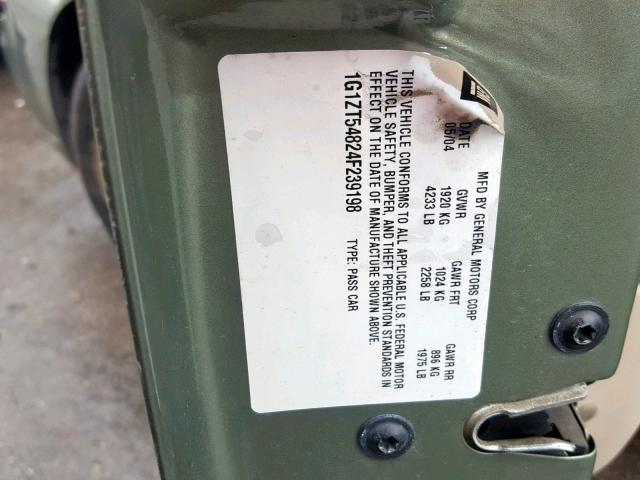 MFD BY GENERAL MOTORS CORP
DATE GVWR GAWR FRT GAWR RR
05/04 1920 KG 1024 KG 896 KG
4233 LB 2258 LB 1975 LB
THIS VEHICLE CONFORMS TO ALL APPLICABLE U.S. FEDERAL MOTOR
VEHICLE SAFETY, BUMPER, AND THEFT PREVENTION STANDARDS IN
EFFECT ON THE DATE OF MANUFACTURE SHOWN ABOVE.
1G1ZT54824F239198 TYPE: PASS CAR